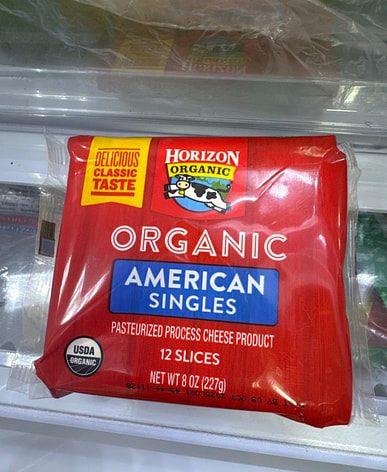 DELICIOUS
CLASSIC
TASTE
HORIZON
ORGANIC
ORGANIC
AMERICAN
SINGLES
PASTEURIZED PROCESS CHEESE PRODUCT
12 SLICES
USDA
ORGANIC
NET WT 8 OZ (227g)